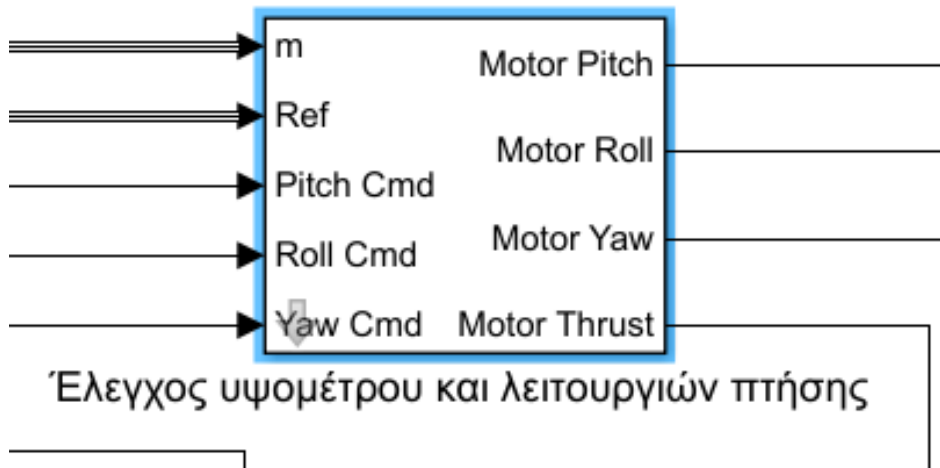 m
Ref
Pitch Cmd
Roll Cmd
Yaw Cmd
Motor Pitch
Motor Roll
Motor Yaw
Motor Thrust
Έλεγχος υψομέτρου και λειτουργιών πτήσης